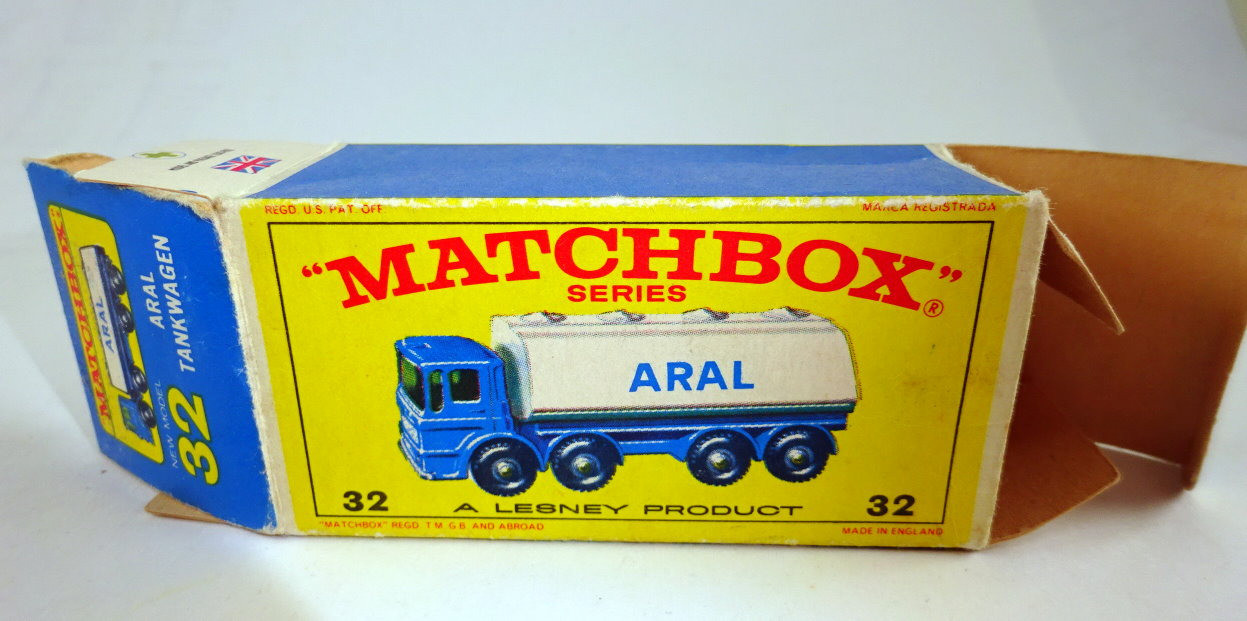 REGD. U.S. PAT. OFF.
MARCA REGISTRADA
"MATCHBOX"®
SERIES
ARAL
32
A LESNEY PRODUCT
32
"MATCHBOX" REGD. T M. G.B. AND ABROAD
MADE IN ENGLAND
"MATCHBOX"
ARAL
NEW MODEL
32
ARAL
TANKWAGEN